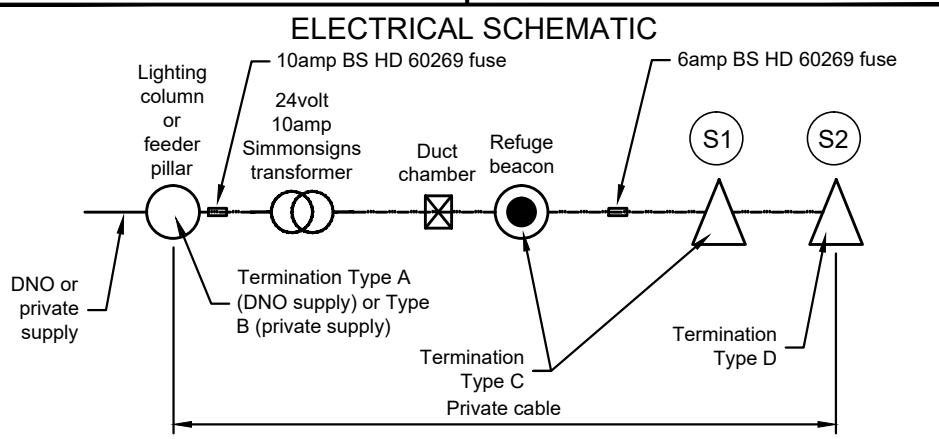 ELECTRICAL SCHEMATIC
10amp BS HD 60269 fuse
6amp BS HD 60269 fuse
Lighting
column
or
feeder
pillar
24volt
10amp
Simmonsigns
transformer
Duct
chamber
Refuge
beacon
S1
S2
DNO or
private
supply
Termination Type A
(DNO supply) or Type
B (private supply)
Termination
Type C
Termination
Type D
Private cable